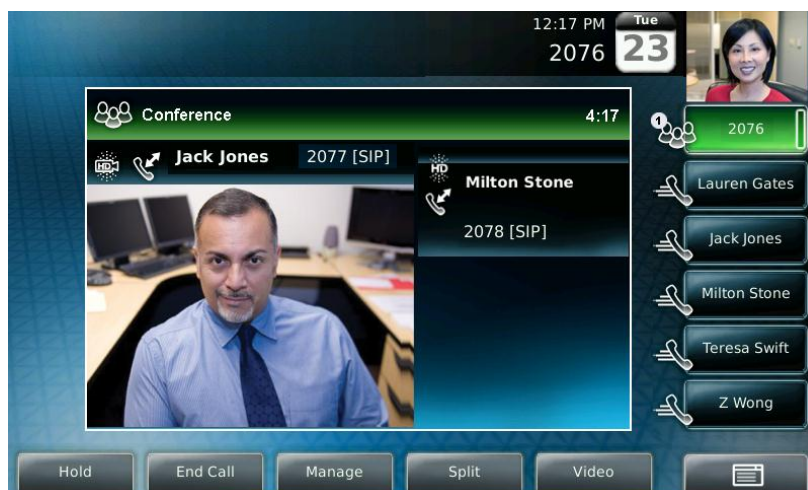 12:17 PM
2076
Tue
23
Conference
4:17
HD
Jack Jones
2077 [SIP]
HD
Milton Stone
2078 [SIP]
1
2076
Lauren Gates
Jack Jones
Milton Stone
Teresa Swift
Z Wong
Hold
End Call
Manage
Split
Video